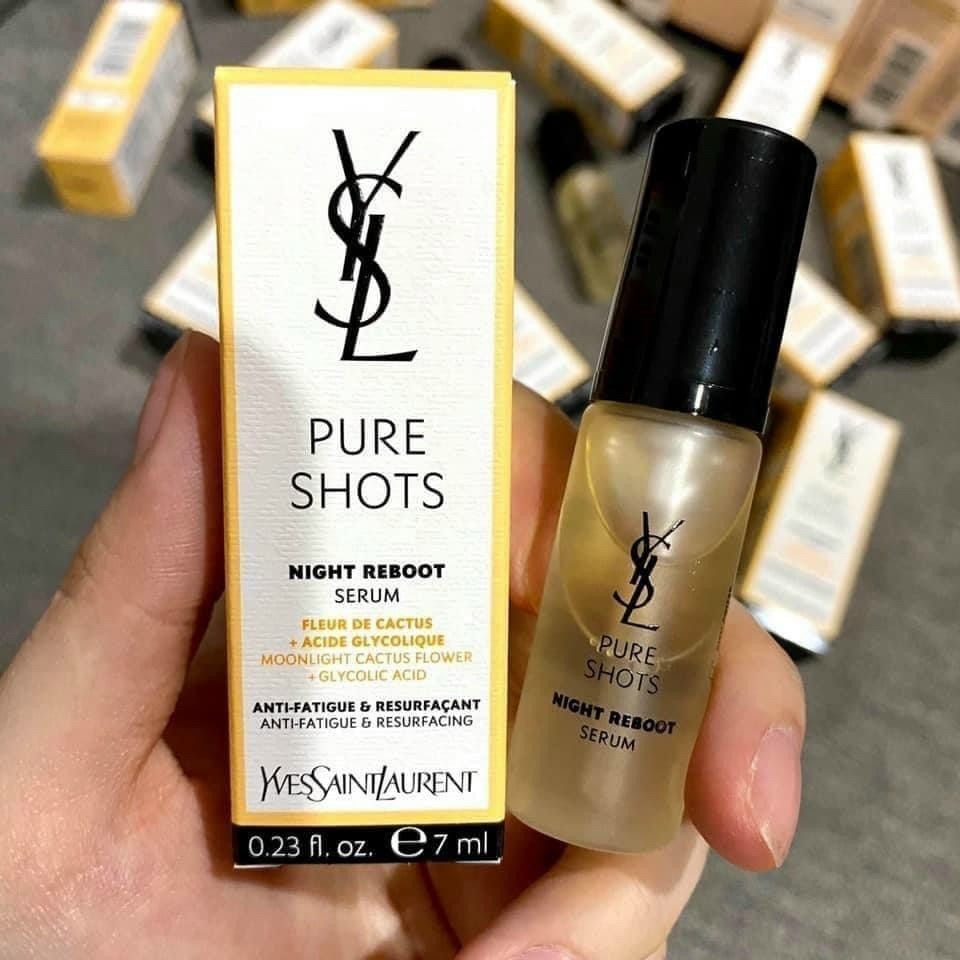 YSL
PURE
SHOTS
NIGHT REBOOT
SERUM
FLEUR DE CACTUS
+ ACIDE GLYCOLIQUE
MOONLIGHT CACTUS FLOWER
+ GLYCOLIC ACID
ANTI-FATIGUE & RESURFAÇANT
ANTI-FATIGUE & RESURFACING
YVESSAINTLAURENT
0.23 fl. oz. e 7 ml
YSL
PURE
SHOTS
NIGHT REBOOT
SERUM